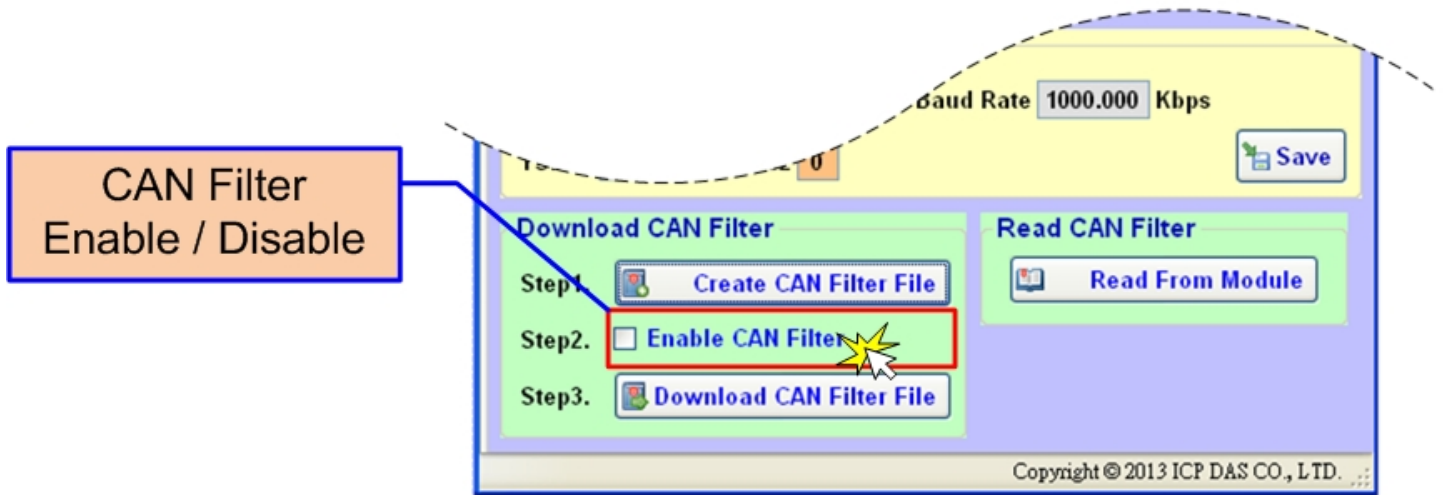 Baud Rate 1000.000 Kbps
0
Save
CAN Filter
Enable / Disable
Download CAN Filter
Step1. Create CAN Filter File
Step2. Enable CAN Filter
Step3. Download CAN Filter File
Read CAN Filter
Read From Module
Copyright © 2013 ICP DAS CO., LTD.